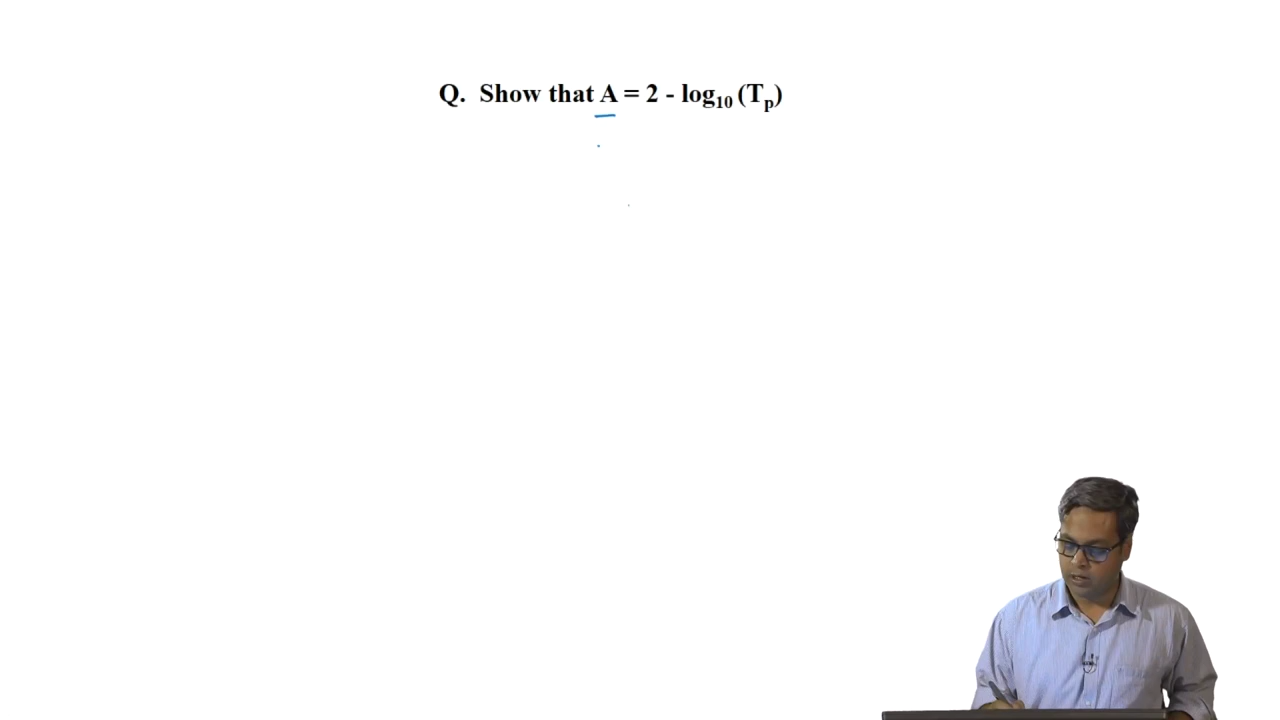 Q. Show that A = 2 - log₁₀ (Tₚ)